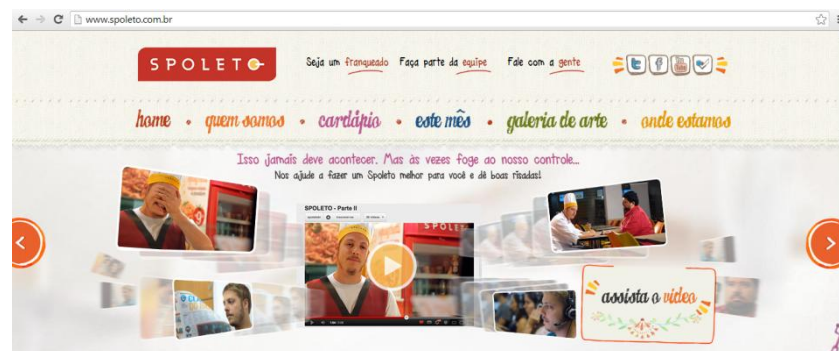 www.spoleto.com.br
SPOLETO
Seja um franqueado Faça parte da equipe Fale com a gente
home • quem somos • cardápio • este mês • galeria de arte • onde estamos
Isso jamais deve acontecer. Mas às vezes foge ao nosso controle...
Nos ajude a fazer um Spoleto melhor para você e dê boas risadas!
SPOLETO - Parte II
SPOLET
assista o vídeo